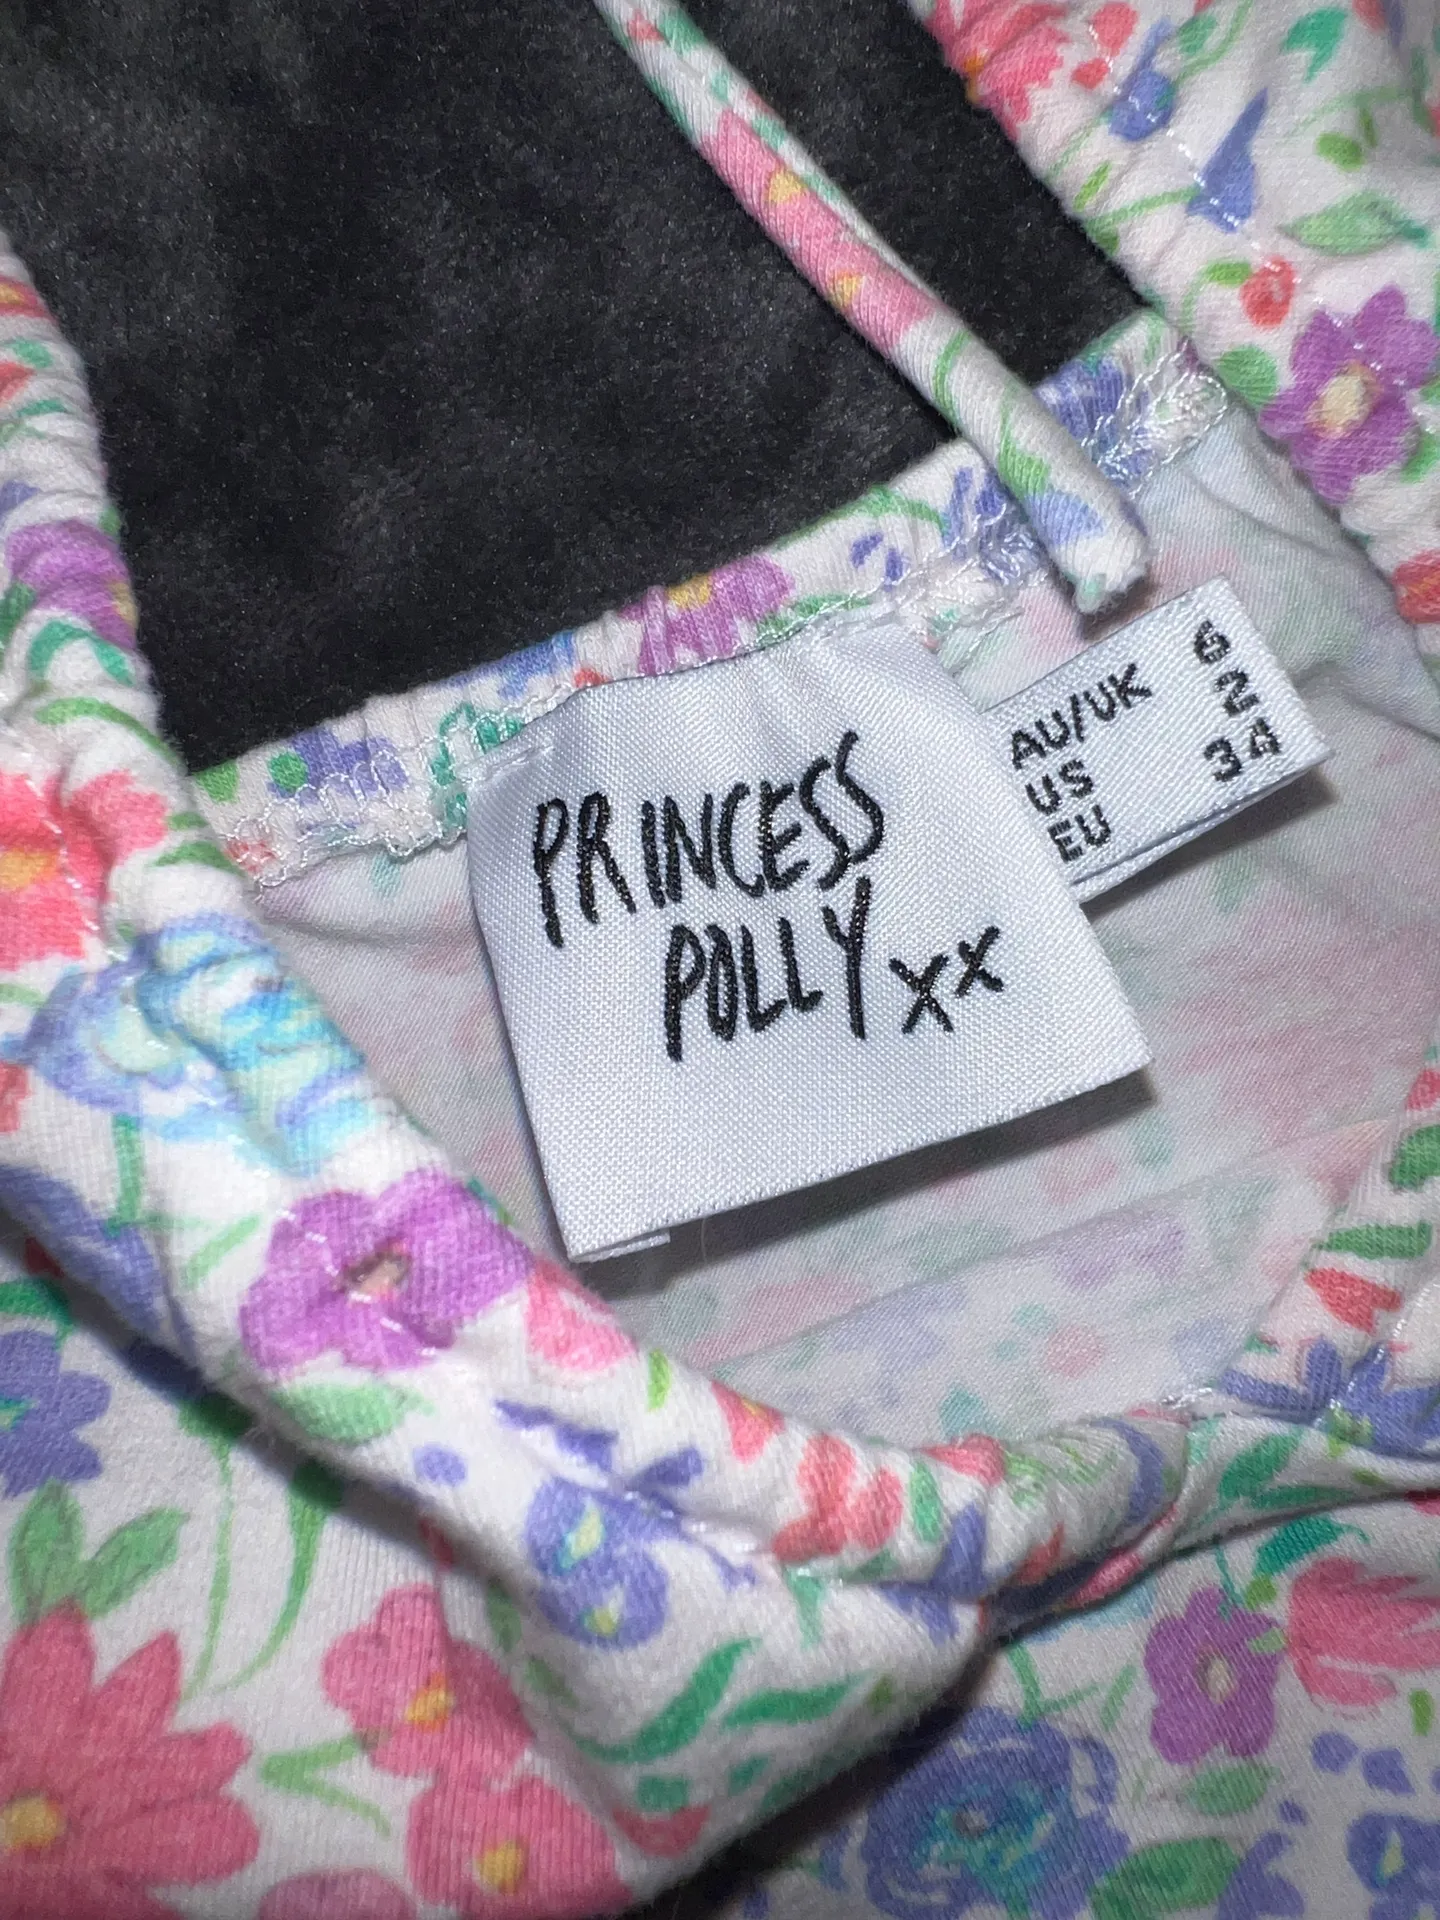 PRINCESS
POLLY xx
AU/UK 6
US 2
EU 34